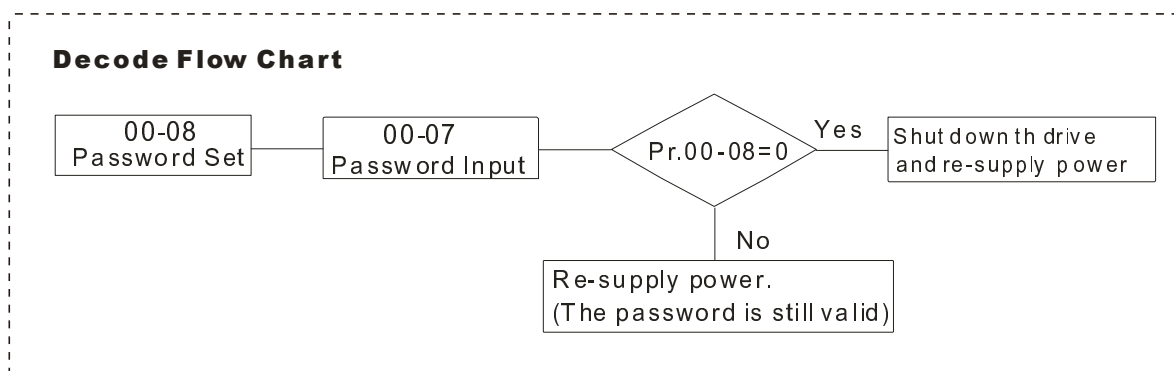 Decode Flow Chart
00-08
Password Set
00-07
Password Input
Pr.00-08=0
Yes
Shut down th drive
and re-supply power
No
Re-supply power.
(The password is still valid)